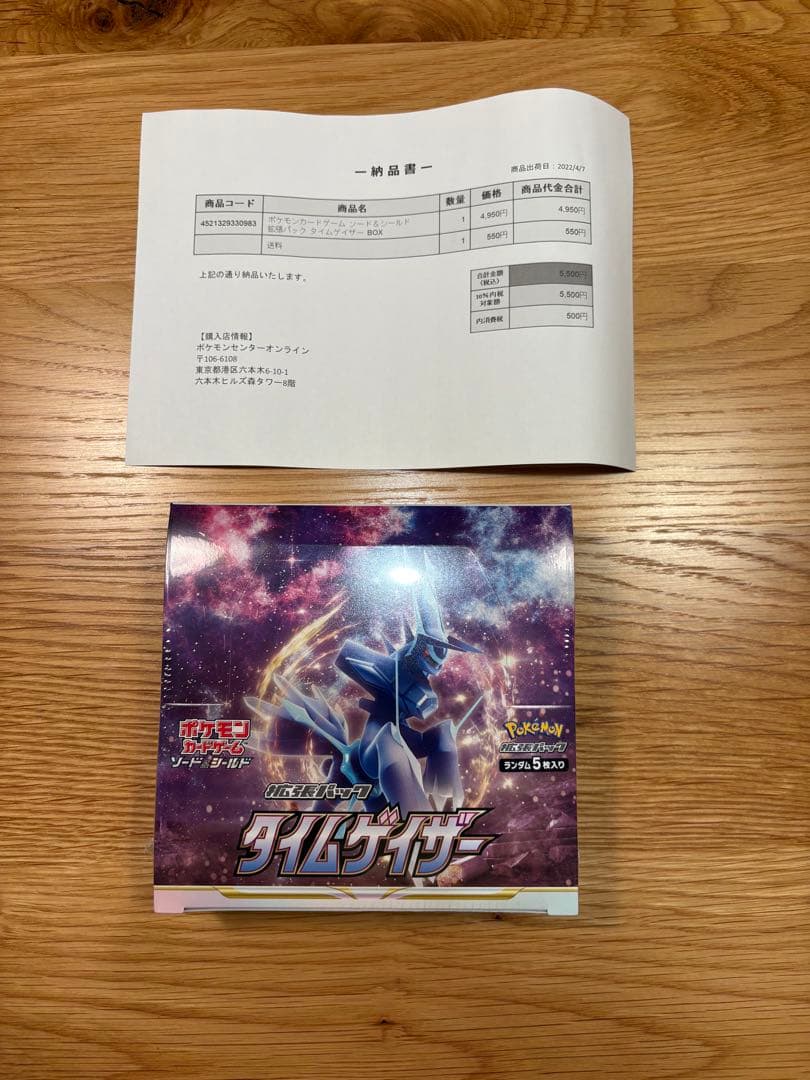 ー納品書ー
商品出荷日：2022/4/7
商品コード 商品名 数量 価格 商品代金合計
4521329330983 ポケモンカードゲーム ソード＆シールド 1 4,950円 4,950円
拡張パック タイムゲイザー BOX
送料 1 550円 550円
上記の通り納品いたします。
合計金額 5,500円
（税込）
10%内税 5,500円
対象額
内消費税 500円
【購入店情報】
ポケモンセンターオンライン
〒106-6108
東京都港区六本木6-10-1
六本木ヒルズ森タワー8階
ポケモン
カードゲーム
ソード&シールド
Pokémon
拡張パック
ランダム5枚入り
拡張パック
タイムゲイザー